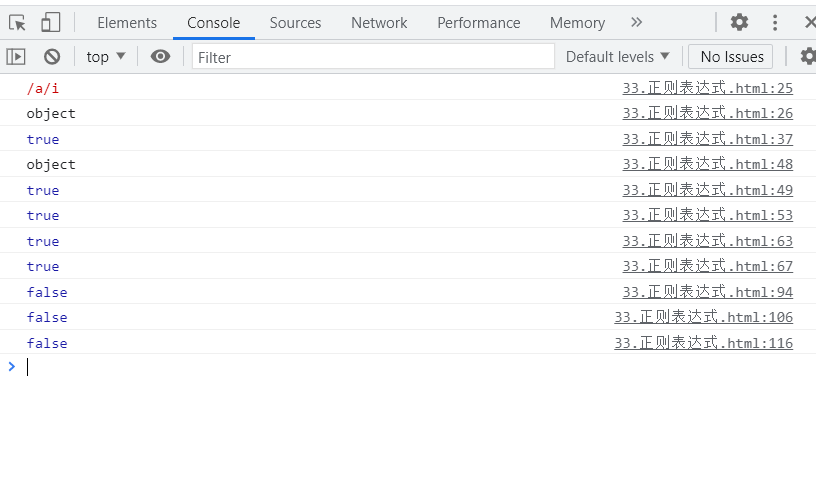 Elements Console Sources Network Performance Memory »
top ▼ Filter Default levels ▼ No Issues
/a/i 33.正则表达式.html:25
object 33.正则表达式.html:26
true 33.正则表达式.html:37
object 33.正则表达式.html:48
true 33.正则表达式.html:49
true 33.正则表达式.html:53
true 33.正则表达式.html:63
true 33.正则表达式.html:67
false 33.正则表达式.html:94
false 33.正则表达式.html:106
false 33.正则表达式.html:116
>